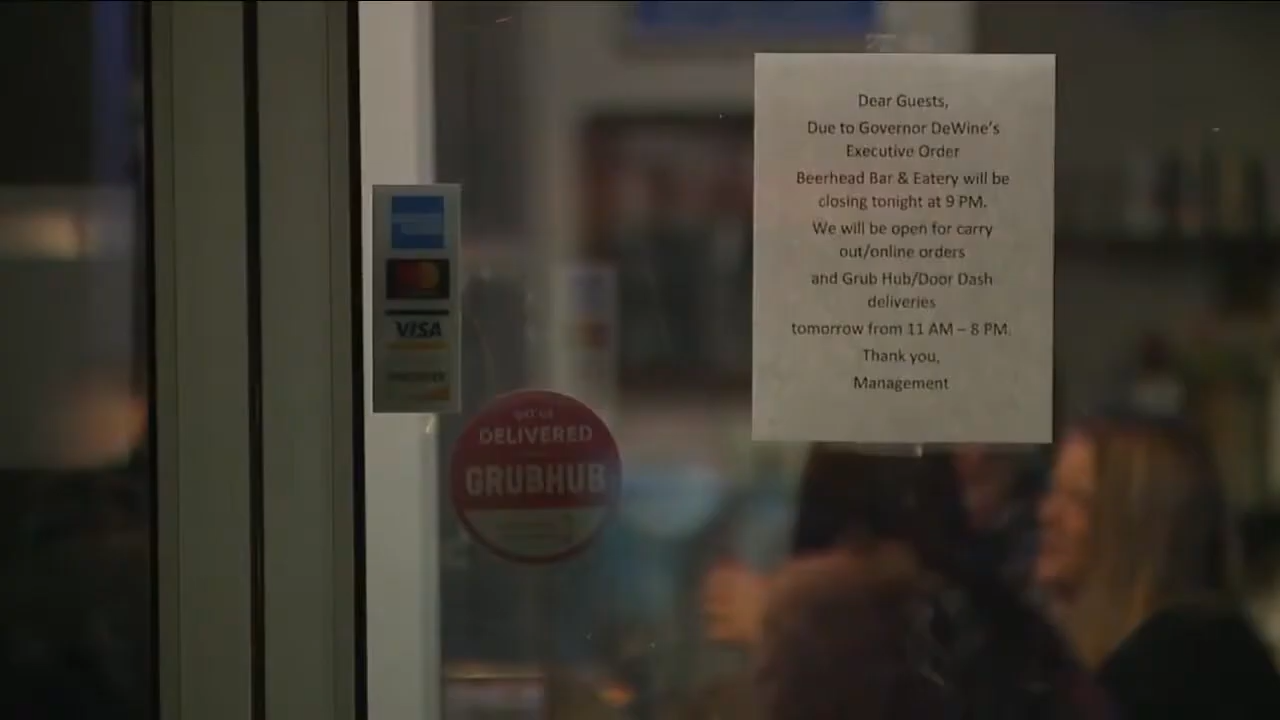 Dear Guests,
Due to Governor DeWine's
Executive Order
Beerhead Bar & Eatery will be
closing tonight at 9 PM.
We will be open for carry
out/online orders
and Grub Hub/Door Dash
deliveries
tomorrow from 11 AM – 8 PM.
Thank you,
Management
VISA
DELIVERED
GRUBHUB